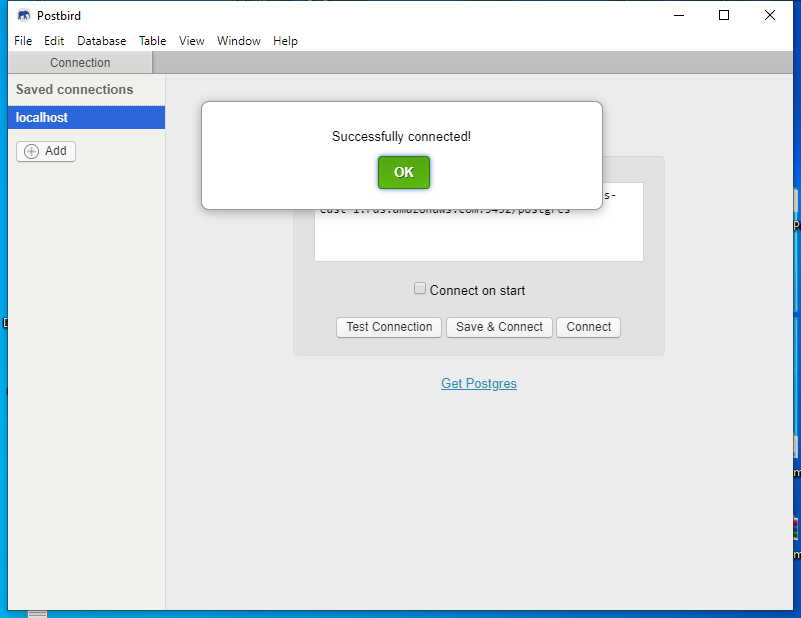 Postbird
File Edit Database Table View Window Help
Connection
Saved connections
localhost
Add
Successfully connected!
OK
s-
east-1.rds.amazonaws.com:5432/postgres
Connect on start
Test Connection Save & Connect Connect
Get Postgres